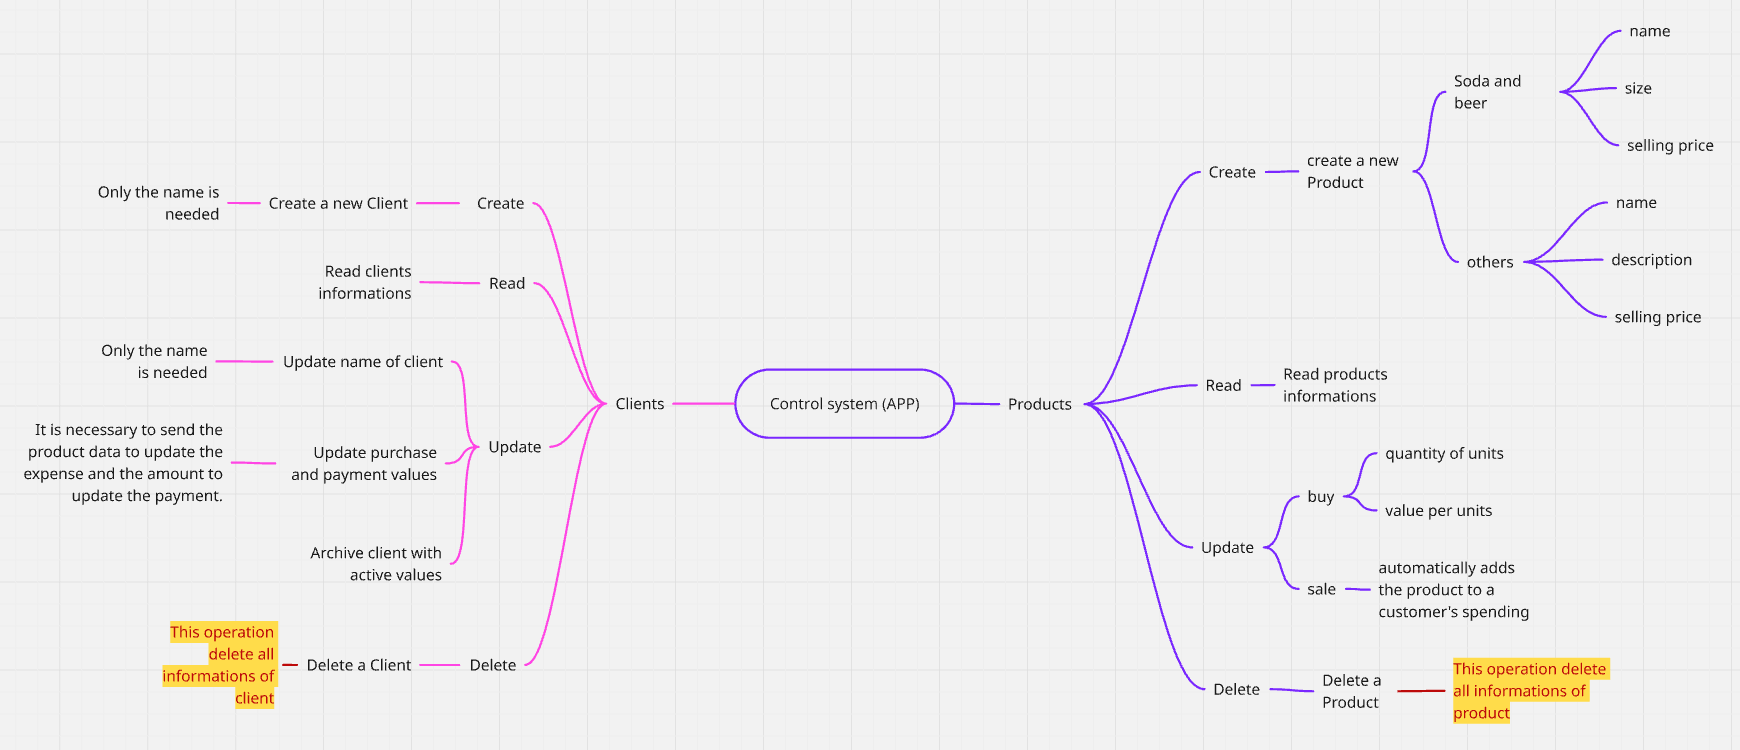 Control system (APP)
Clients
Create
Create a new Client
Only the name is
needed
Read
Read clients
informations
Update
Update name of client
Only the name
is needed
Update purchase
and payment values
It is necessary to send the
product data to update the
expense and the amount to
update the payment.
Archive client with
active values
Delete
Delete a Client
This operation
delete all
informations of
client
Products
Create
create a new
Product
Soda and
beer
name
size
selling price
others
name
description
selling price
Read
Read products
informations
Update
buy
quantity of units
value per units
sale
automatically adds
the product to a
customer's spending
Delete
Delete a
Product
This operation delete
all informations of
product